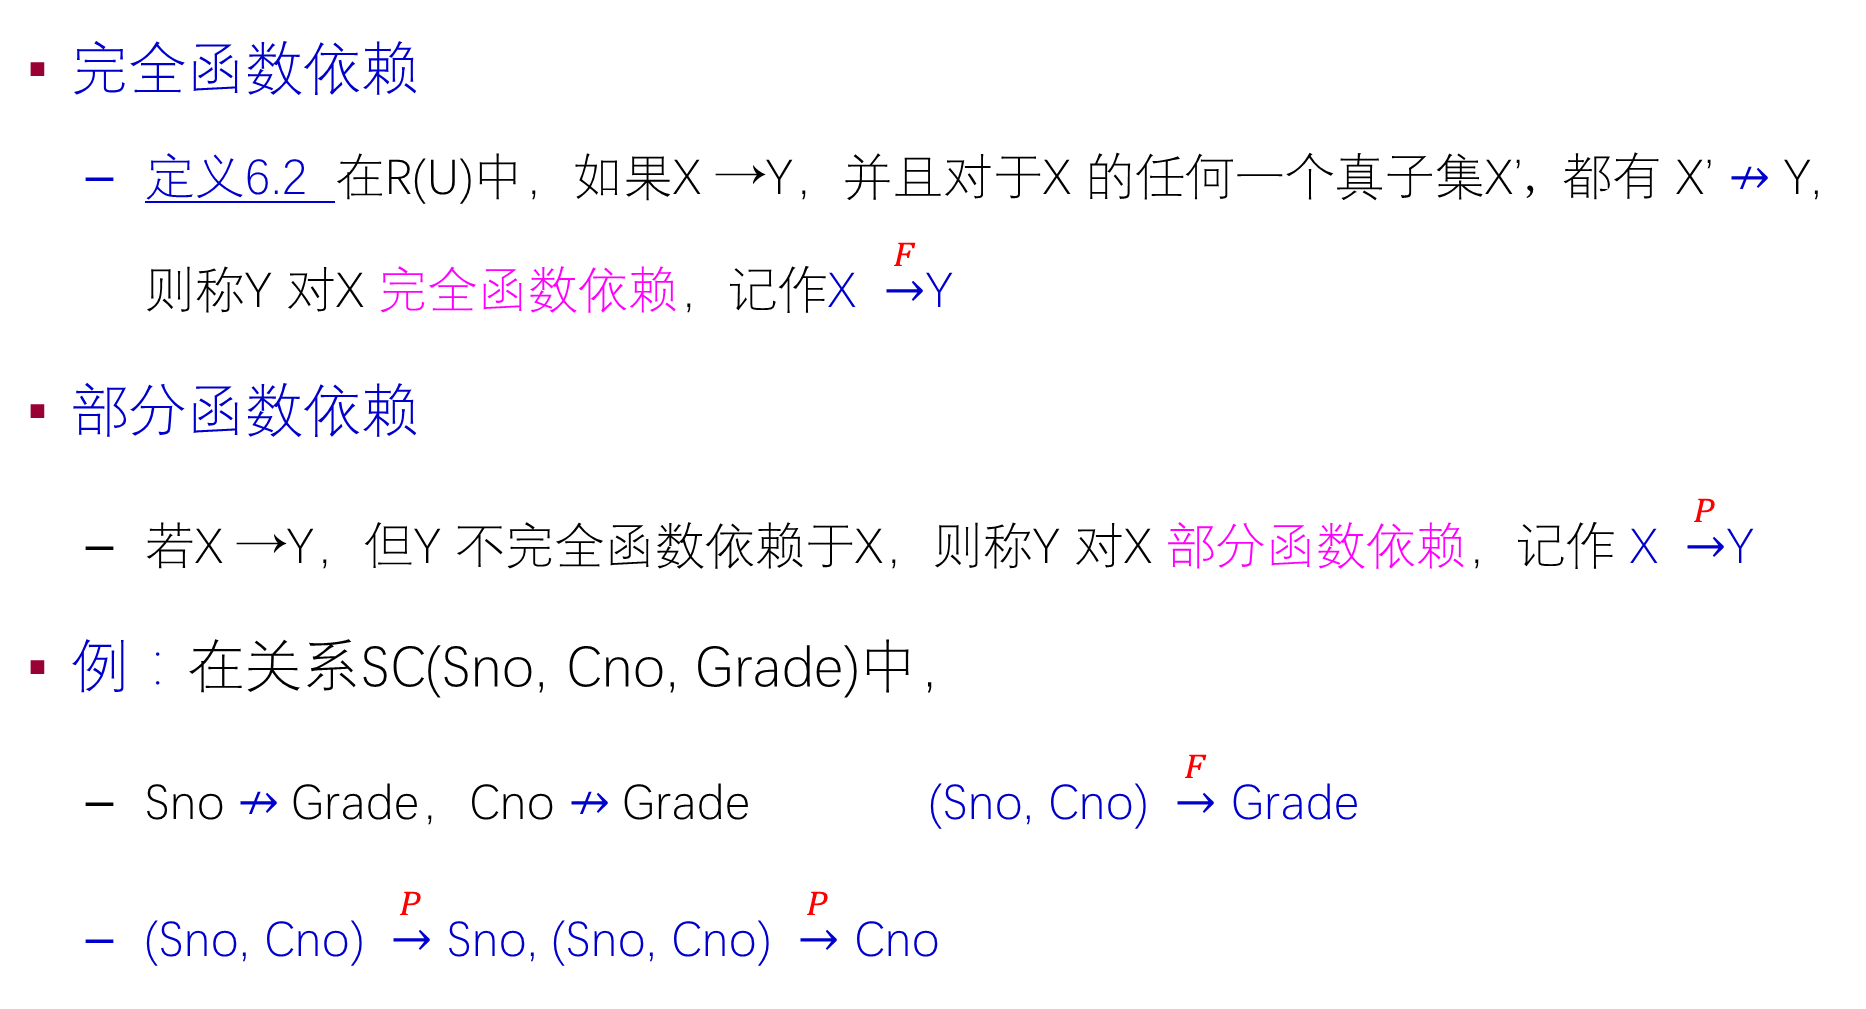 ▪ 完全函数依赖
– 定义6.2 在R(U)中，如果X →Y，并且对于X 的任何一个真子集X’，都有 X’ ↛ Y,
则称Y 对X 完全函数依赖，记作X F→Y
▪ 部分函数依赖
– 若X →Y，但Y 不完全函数依赖于X，则称Y 对X 部分函数依赖，记作 X P→Y
▪ 例：在关系SC(Sno, Cno, Grade)中，
– Sno ↛ Grade，Cno ↛ Grade (Sno, Cno) F→ Grade
– (Sno, Cno) P→ Sno, (Sno, Cno) P→ Cno